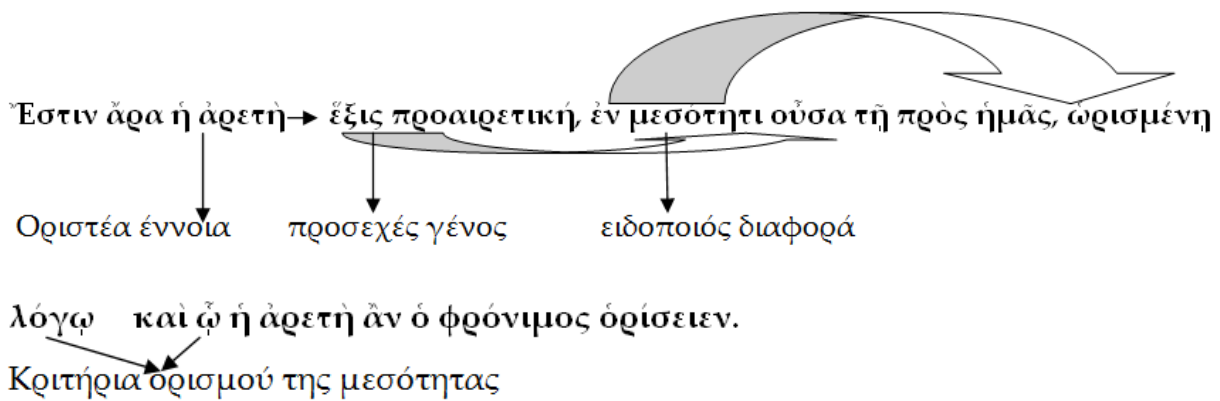 Ἔστιν ἄρα ἡ ἀρετὴ ἕξις προαιρετική, ἐν μεσότητι οὖσα τῇ πρὸς ἡμᾶς, ὡρισμένῃ
Οριστέα έννοια προσεχές γένος ειδοποιός διαφορά
λόγῳ καὶ ᾧ ἡ ἀρετὴ ἂν ὁ φρόνιμος ὁρίσειεν.
Κριτήρια ορισμού της μεσότητας